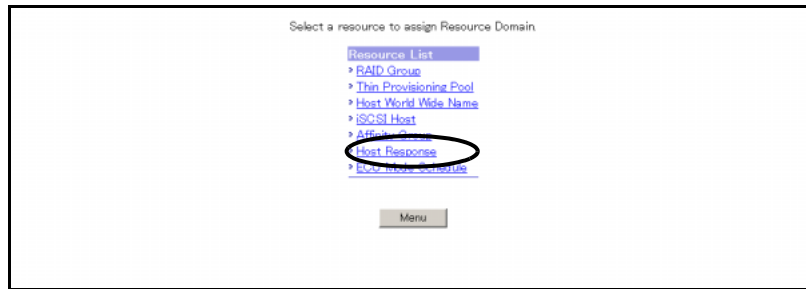 Select a resource to assign Resource Domain.
Resource List
RAID Group
Thin Provisioning Pool
Host World Wide Name
iSCSI Host
Affinity Group
Host Response
ECO Mode Schedule
Menu